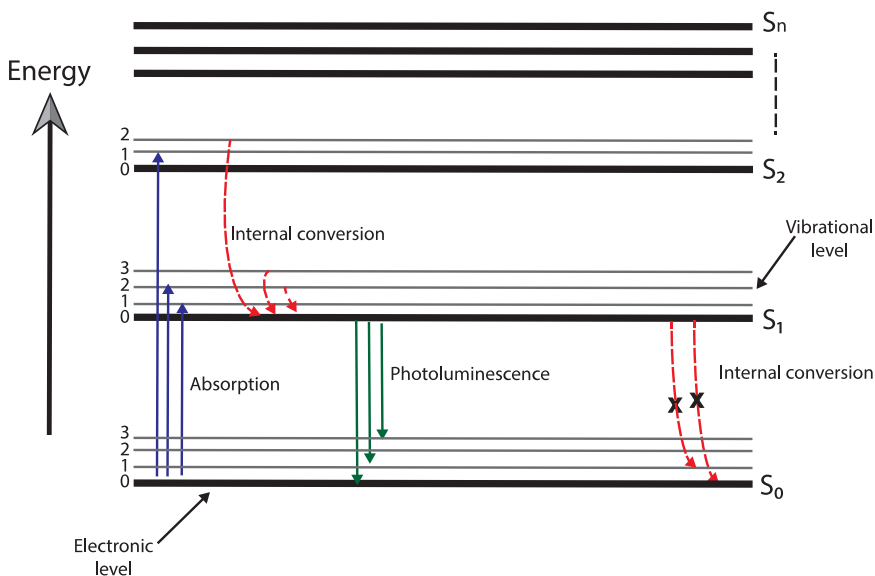 Sn
Energy
2
1
0
S2
Internal conversion
Vibrational
level
3
2
1
0
S1
Absorption
Photoluminescence
Internal conversion
X X
3
2
1
0
S0
Electronic
level